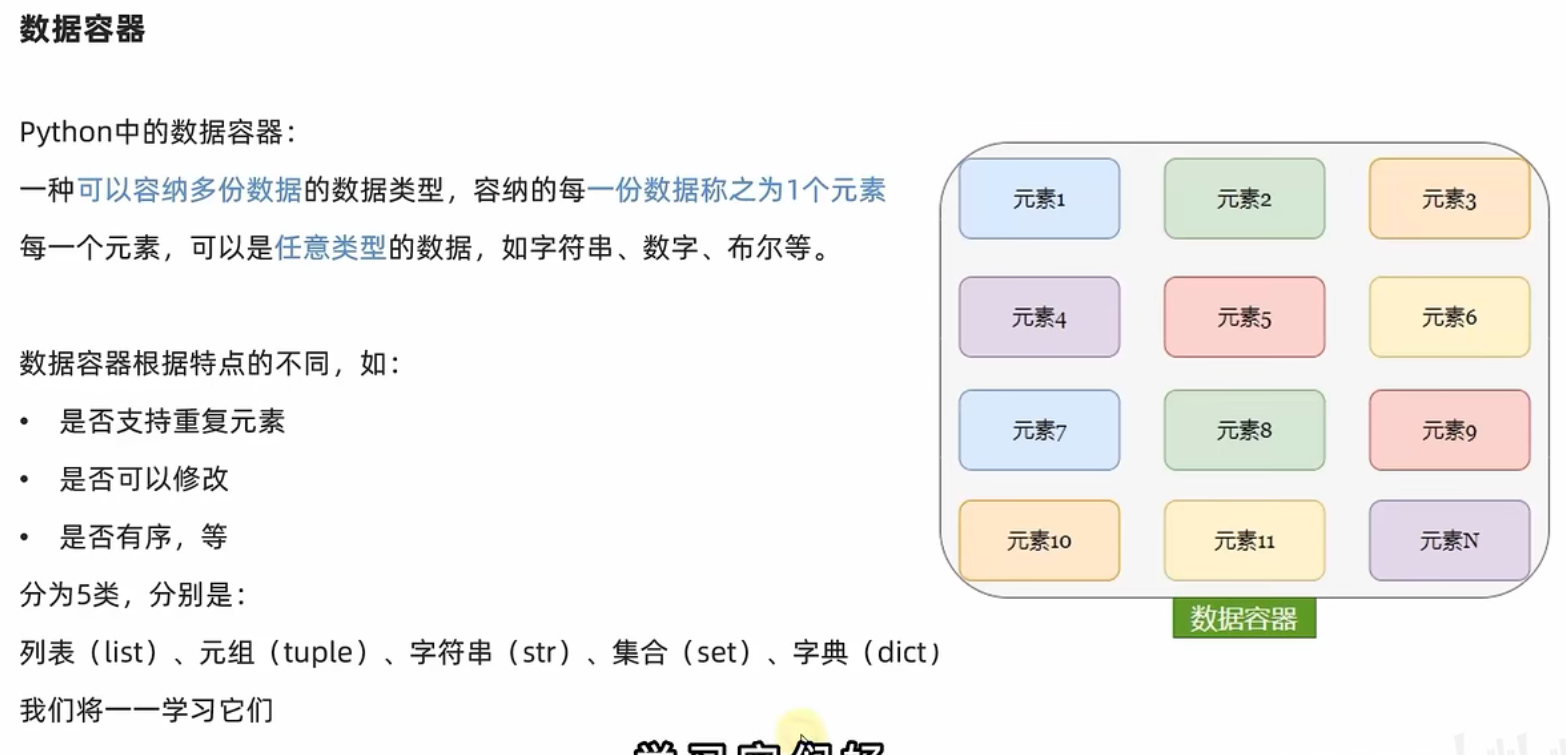 数据容器
Python中的数据容器：
一种可以容纳多份数据的数据类型，容纳的每一份数据称之为1个元素
每一个元素，可以是任意类型的数据，如字符串、数字、布尔等。
数据容器根据特点的不同，如：
• 是否支持重复元素
• 是否可以修改
• 是否有序，等
分为5类，分别是：
列表（list）、元组（tuple）、字符串（str）、集合（set）、字典（dict）
我们将一一学习它们
元素1 元素2 元素3
元素4 元素5 元素6
元素7 元素8 元素9
元素10 元素11 元素N
数据容器